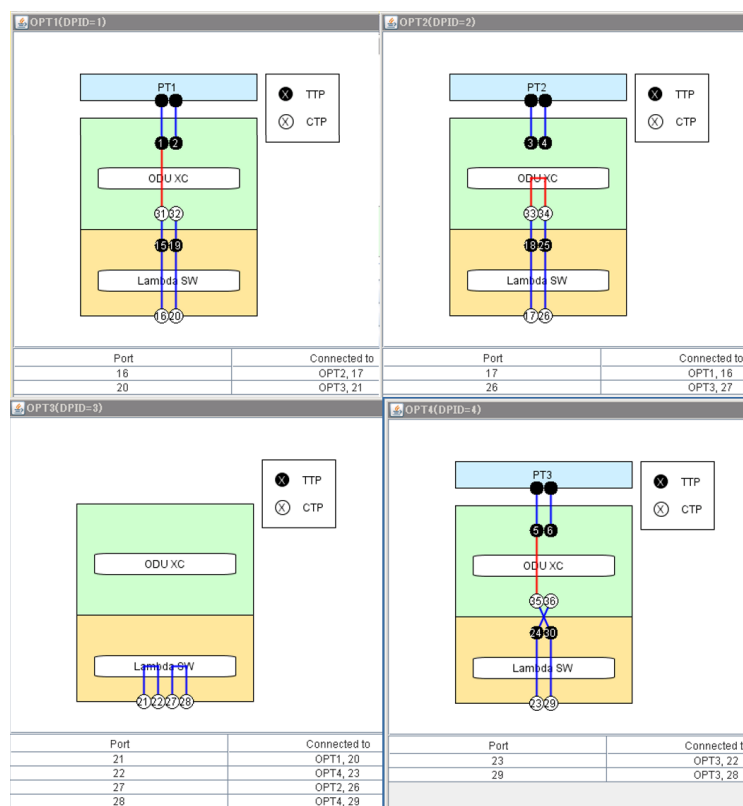 OPT1(DPID=1)
PT1
X TTP
X CTP
1 2
ODU XC
31 32
15 19
Lambda SW
16 20
Port Connected to
16 OPT2, 17
20 OPT3, 21
OPT2(DPID=2)
PT2
X TTP
X CTP
3 4
ODU XC
33 34
18 25
Lambda SW
17 26
Port Connected to
17 OPT1, 16
26 OPT3, 27
OPT3(DPID=3)
X TTP
X CTP
ODU XC
Lambda SW
21 22 27 28
Port Connected to
21 OPT1, 20
22 OPT4, 23
27 OPT2, 26
28 OPT4, 29
OPT4(DPID=4)
PT3
X TTP
X CTP
5 6
ODU XC
35 36
24 30
Lambda SW
23 29
Port Connected t
23 OPT3, 22
29 OPT3, 28